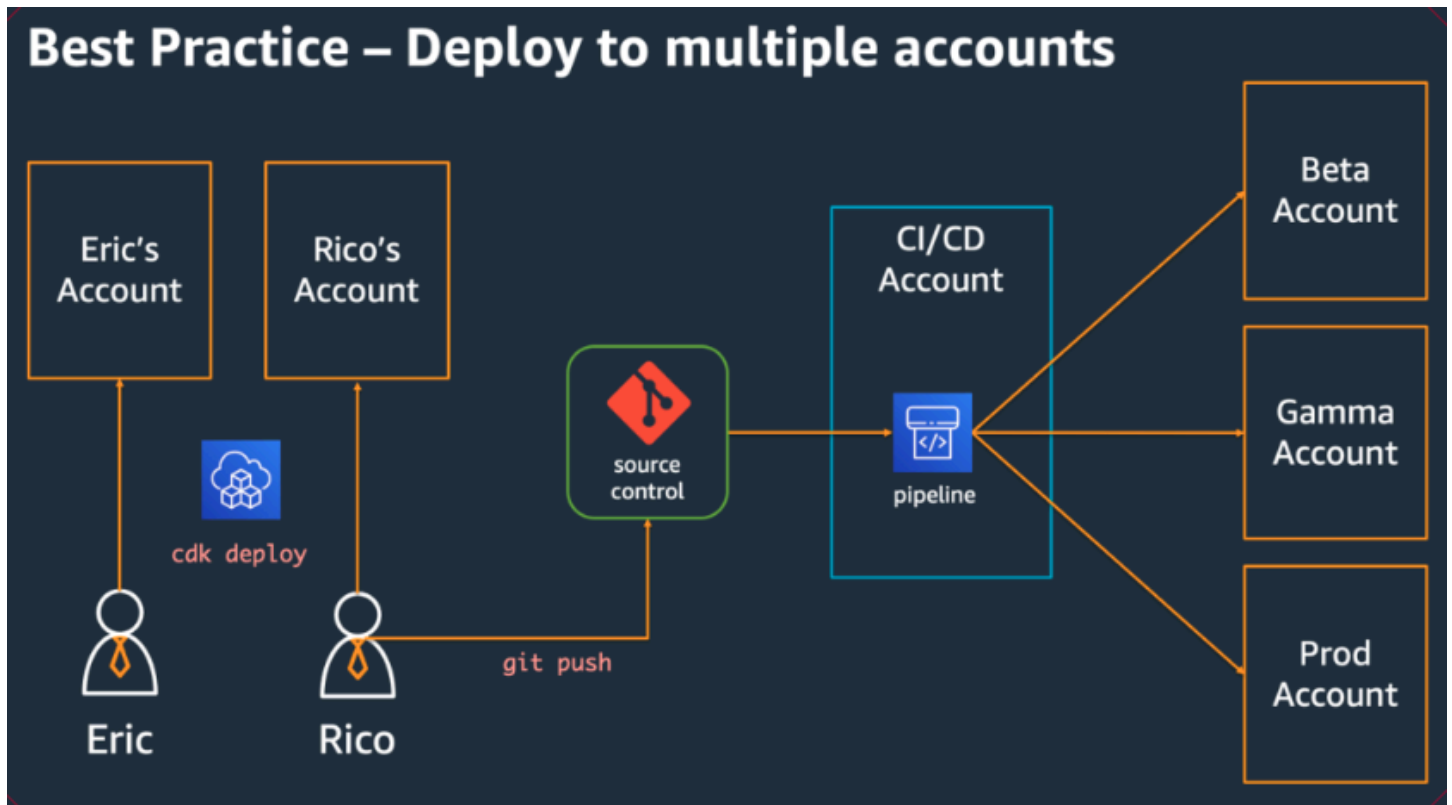 Best Practice – Deploy to multiple accounts
Eric’s
Account
Rico’s
Account
cdk deploy
Eric
Rico
git push
source
control
CI/CD
Account
</>
pipeline
Beta
Account
Gamma
Account
Prod
Account